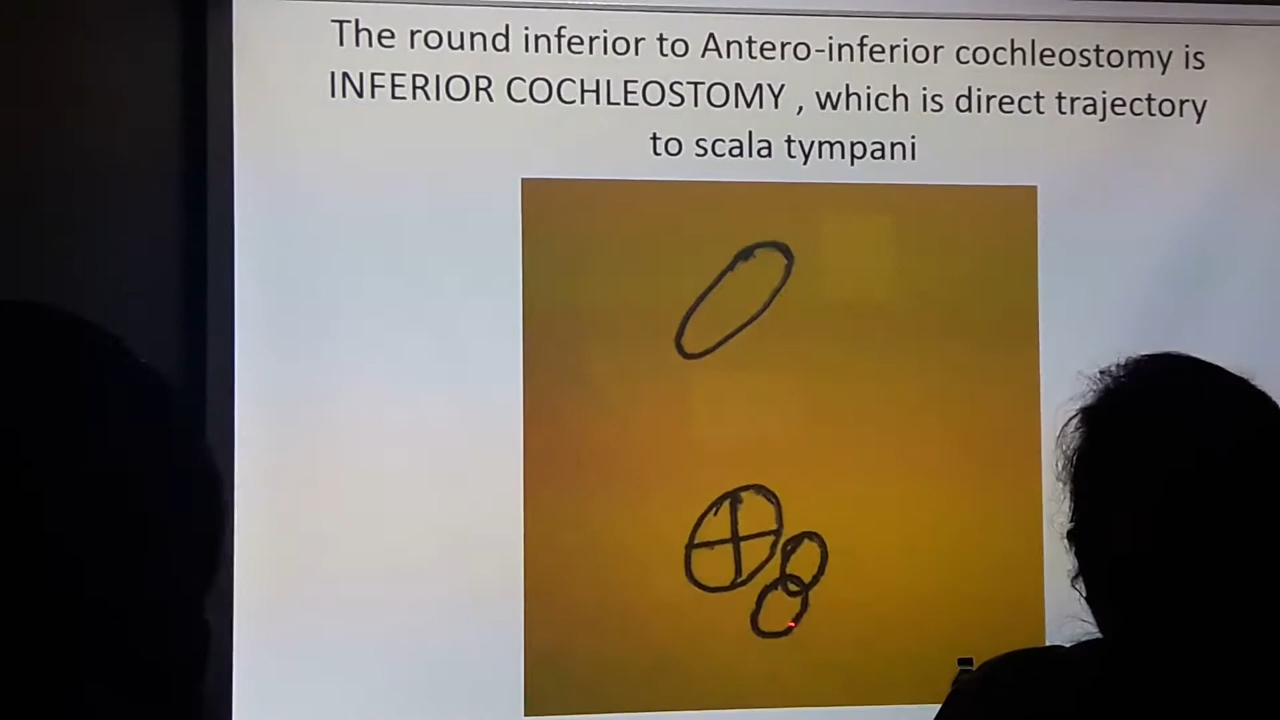 The round inferior to Antero-inferior cochleostomy is
INFERIOR COCHLEOSTOMY , which is direct trajectory
to scala tympani